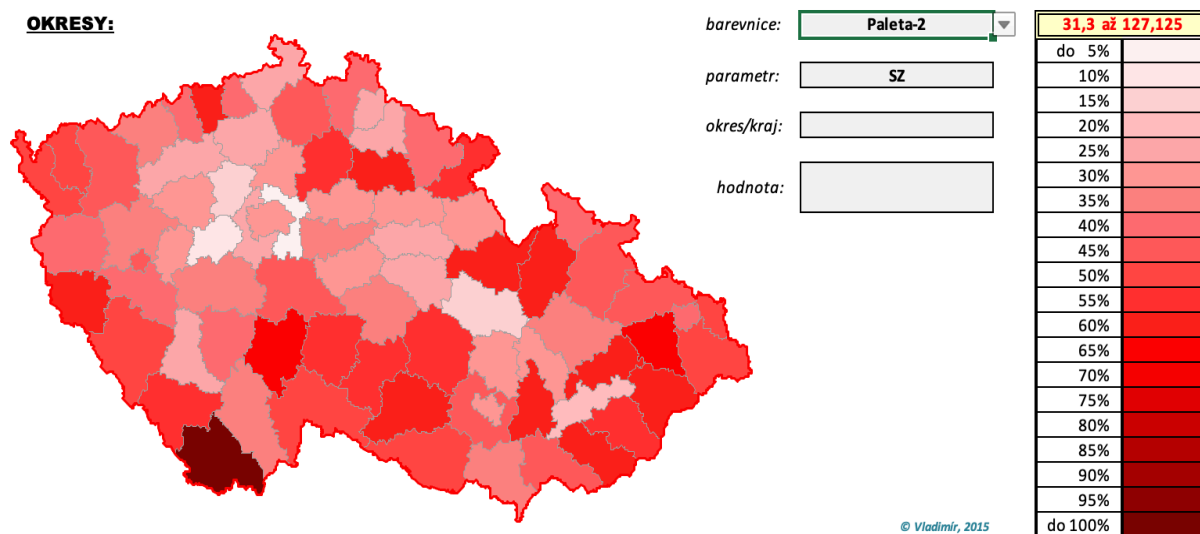 OKRESY:
barevnice:
Paleta-2
parametr:
SZ
okres/kraj:
hodnota:
31,3 až 127,125
do 5%
10%
15%
20%
25%
30%
35%
40%
45%
50%
55%
60%
65%
70%
75%
80%
85%
90%
95%
do 100%
© Vladimír, 2015